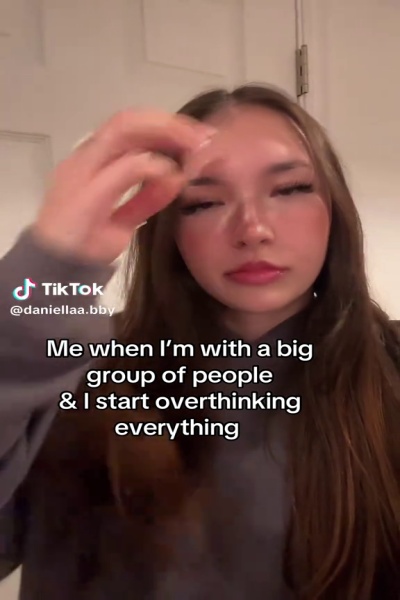 TikTok
@daniellaa.bby
Me when I'm with a big
group of people
& I start overthinking
everything